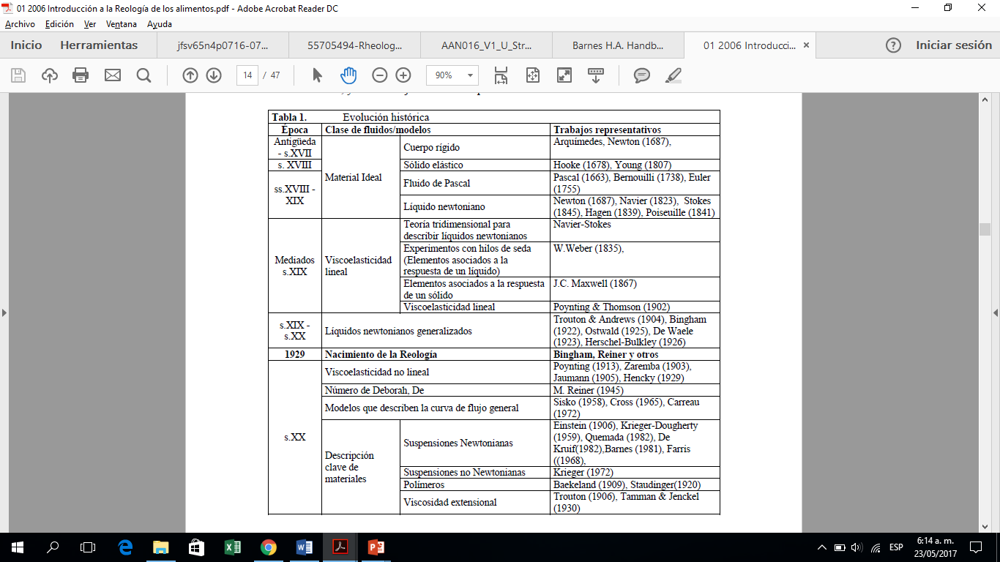 01 2006 Introducción a la Reología de los alimentos.pdf - Adobe Acrobat Reader DC
Archivo Edición Ver Ventana Ayuda
Inicio Herramientas jfsv65n4p0716-07... 55705494-Rheolog... AAN016_V1_U_Str... Barnes H.A. Handb... 01 2006 Introducci... × ? Iniciar sesión
14 / 47 90%
Tabla 1. Evolución histórica
Época Clase de fluidos/modelos Trabajos representativos
Antigüeda
- s.XVII
Material Ideal
Cuerpo rígido
Arquímedes, Newton (1687),
s. XVIII
Sólido elástico
Hooke (1678), Young (1807)
ss.XVIII -
XIX
Fluido de Pascal
Pascal (1663), Bernouilli (1738), Euler
(1755)
Líquido newtoniano
Newton (1687), Navier (1823), Stokes
(1845), Hagen (1839), Poiseuille (1841)
Mediados
s.XIX
Viscoelasticidad
lineal
Teoría tridimensional para
describir líquidos newtonianos
Navier-Stokes
Experimentos con hilos de seda
(Elementos asociados a la
respuesta de un líquido)
W.Weber (1835),
Elementos asociados a la respuesta
de un sólido
J.C. Maxwell (1867)
Viscoelasticidad lineal
Poynting & Thomson (1902)
s.XIX -
s.XX
Líquidos newtonianos generalizados
Trouton & Andrews (1904), Bingham
(1922), Ostwald (1925), De Waele
(1923), Herschel-Bulkley (1926)
1929 Nacimiento de la Reología Bingham, Reiner y otros
s.XX
Viscoelasticidad no lineal
Poynting (1913), Zaremba (1903),
Jaumann (1905), Hencky (1929)
Número de Deborah, De
M. Reiner (1945)
Modelos que describen la curva de flujo general
Sisko (1958), Cross (1965), Carreau
(1972)
Descripción
clave de
materiales
Suspensiones Newtonianas
Einstein (1906), Krieger-Dougherty
(1959), Quemada (1982), De
Kruif(1982),Barnes (1981), Farris
((1968),
Suspensiones no Newtonianas
Krieger (1972)
Polímeros
Baekeland (1909), Staudinger(1920)
Viscosidad extensional
Trouton (1906), Tamman & Jenckel
(1930)
ESP
6:14 a. m.
23/05/2017